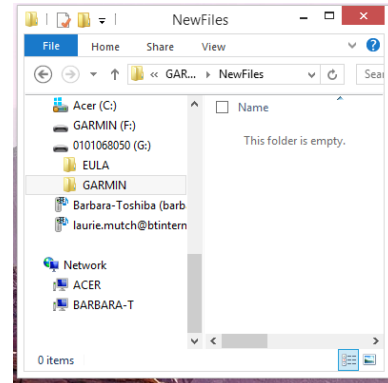 NewFiles
File Home Share View
« GAR... NewFiles Sear
Acer (C:)
GARMIN (F:)
0101068050 (G:)
EULA
GARMIN
Barbara-Toshiba (barb
laurie.mutch@btintern
Network
ACER
BARBARA-T
Name
This folder is empty.
0 items